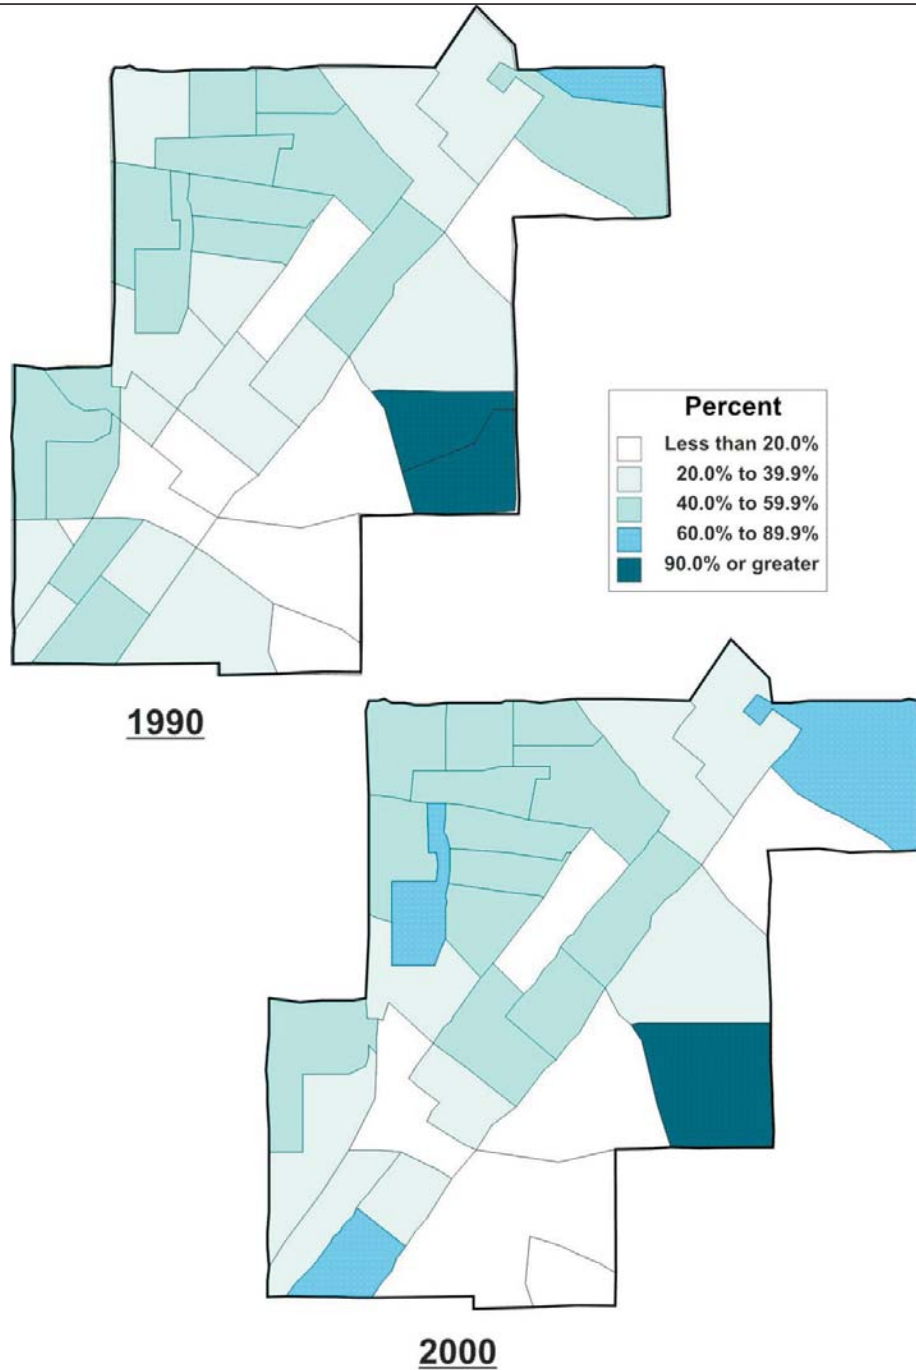 Percent
Less than 20.0%
20.0% to 39.9%
40.0% to 59.9%
60.0% to 89.9%
90.0% or greater
1990
2000